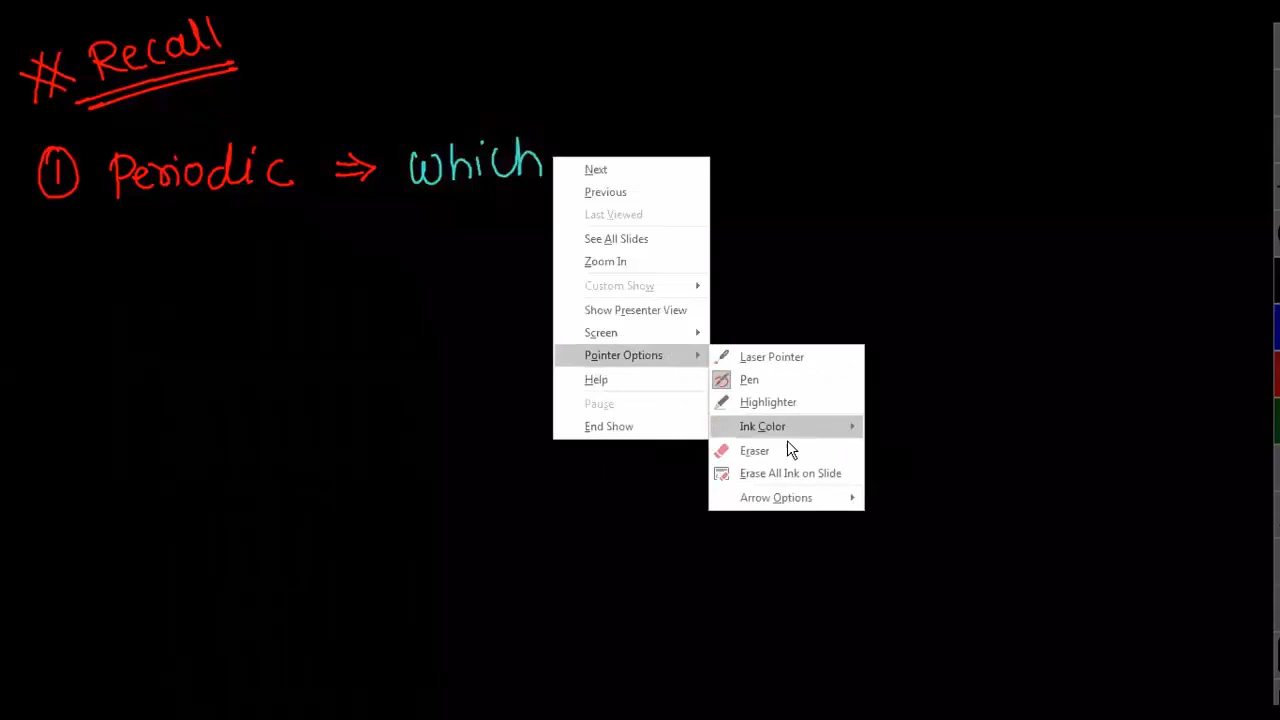 # Recall
① Periodic ⇒ which
Next
Previous
Last Viewed
See All Slides
Zoom In
Custom Show
Show Presenter View
Screen
Pointer Options
Help
Pause
End Show
Laser Pointer
Pen
Highlighter
Ink Color
Eraser
Erase All Ink on Slide
Arrow Options